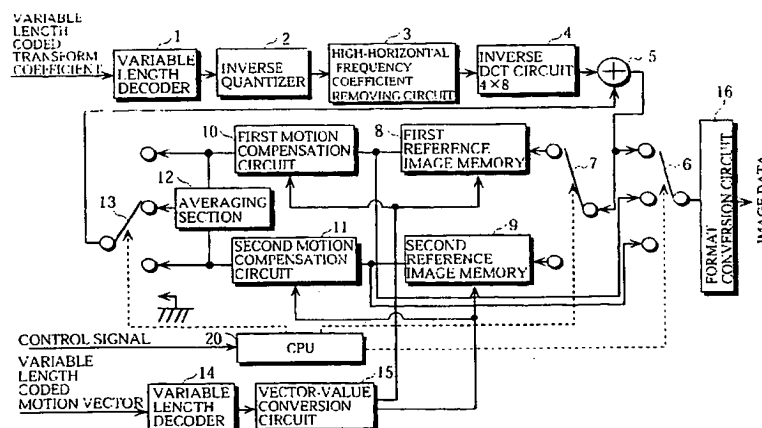 VARIABLE
LENGTH
CODED
TRANSFORM
COEFFICIENT
1
VARIABLE
LENGTH
DECODER
2
INVERSE
QUANTIZER
3
HIGH-HORIZONTAL
FREQUENCY
COEFFICIENT
REMOVING CIRCUIT
4
INVERSE
DCT CIRCUIT
4×8
5
16
FORMAT
CONVERSION CIRCUIT
IMAGE DATA
10
FIRST MOTION
COMPENSATION
CIRCUIT
8
FIRST
REFERENCE
IMAGE MEMORY
7
6
12
AVERAGING
SECTION
13
11
SECOND MOTION
COMPENSATION
CIRCUIT
9
SECOND
REFERENCE
IMAGE MEMORY
CONTROL SIGNAL
20
CPU
VARIABLE
LENGTH
CODED
MOTION VECTOR
14
VARIABLE
LENGTH
DECODER
15
VECTOR-VALUE
CONVERSION
CIRCUIT